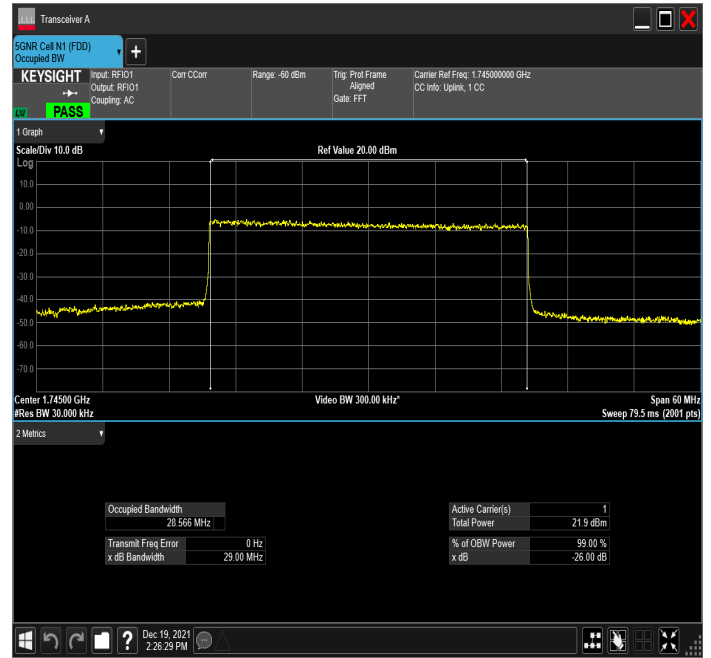 Transceiver A
5GNR Cell N1 (FDD)
Occupied BW
KEYSIGHT
LXI
PASS
Input: RFIO1
Output: RFIO1
Coupling: AC
Corr CCorr
Range: -60 dBm
Trig: Prot Frame
Aligned
Gate: FFT
Carrier Ref Freq: 1.745000000 GHz
CC Info: Uplink, 1 CC
1 Graph
Scale/Div 10.0 dB
Ref Value 20.00 dBm
Log
10.0
0.00
-10.0
-20.0
-30.0
-40.0
-50.0
-60.0
-70.0
Center 1.74500 GHz
Video BW 300.00 kHz*
Span 60 MHz
#Res BW 30.000 kHz
Sweep 79.5 ms (2001 pts)
2 Metrics
Occupied Bandwidth
28.566 MHz
Transmit Freq Error 0 Hz
x dB Bandwidth 29.00 MHz
Active Carrier(s) 1
Total Power 21.9 dBm
% of OBW Power 99.00 %
x dB -26.00 dB
?
Dec 19, 2021
2:26:29 PM